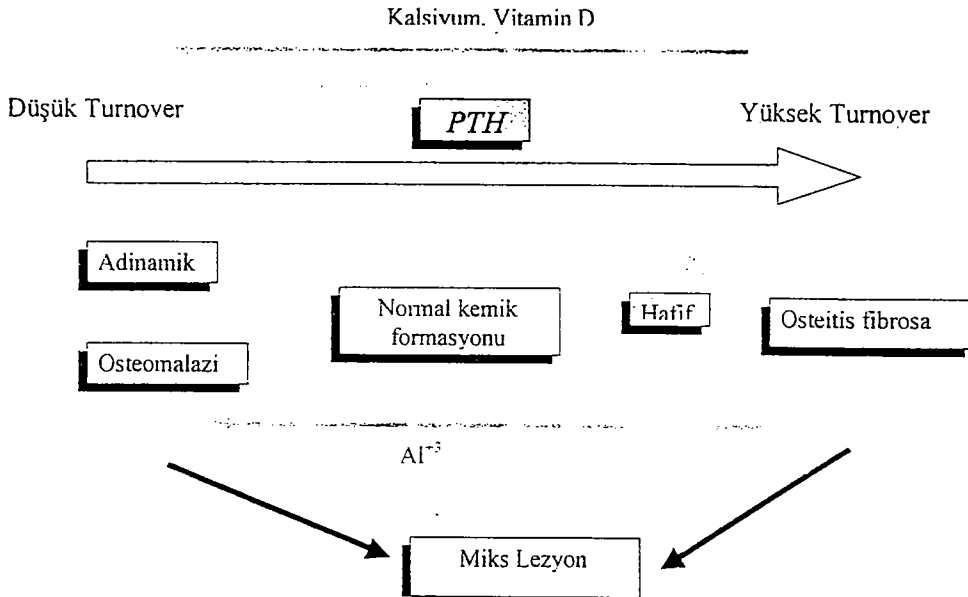 Kalsiyum, Vitamin D
Düşük Turnover
PTH
Yüksek Turnover
Adinamik
Normal kemik
formasyonu
Hafif
Osteitis fibrosa
Osteomalazi
Al+3
Miks Lezyon